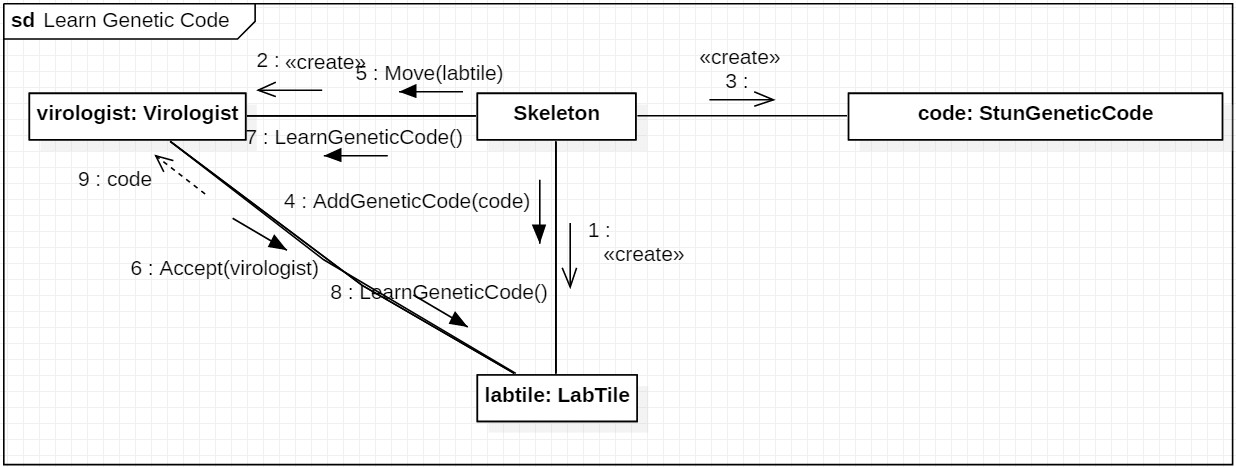 sd Learn Genetic Code
«create»
2 : «create»
5 : Move(labtile)
3 :
virologist: Virologist
Skeleton
code: StunGeneticCode
7 : LearnGeneticCode()
9 : code
4 : AddGeneticCode(code)
1 :
«create»
6 : Accept(virologist)
8 : LearnGeneticCode()
labtile: LabTile